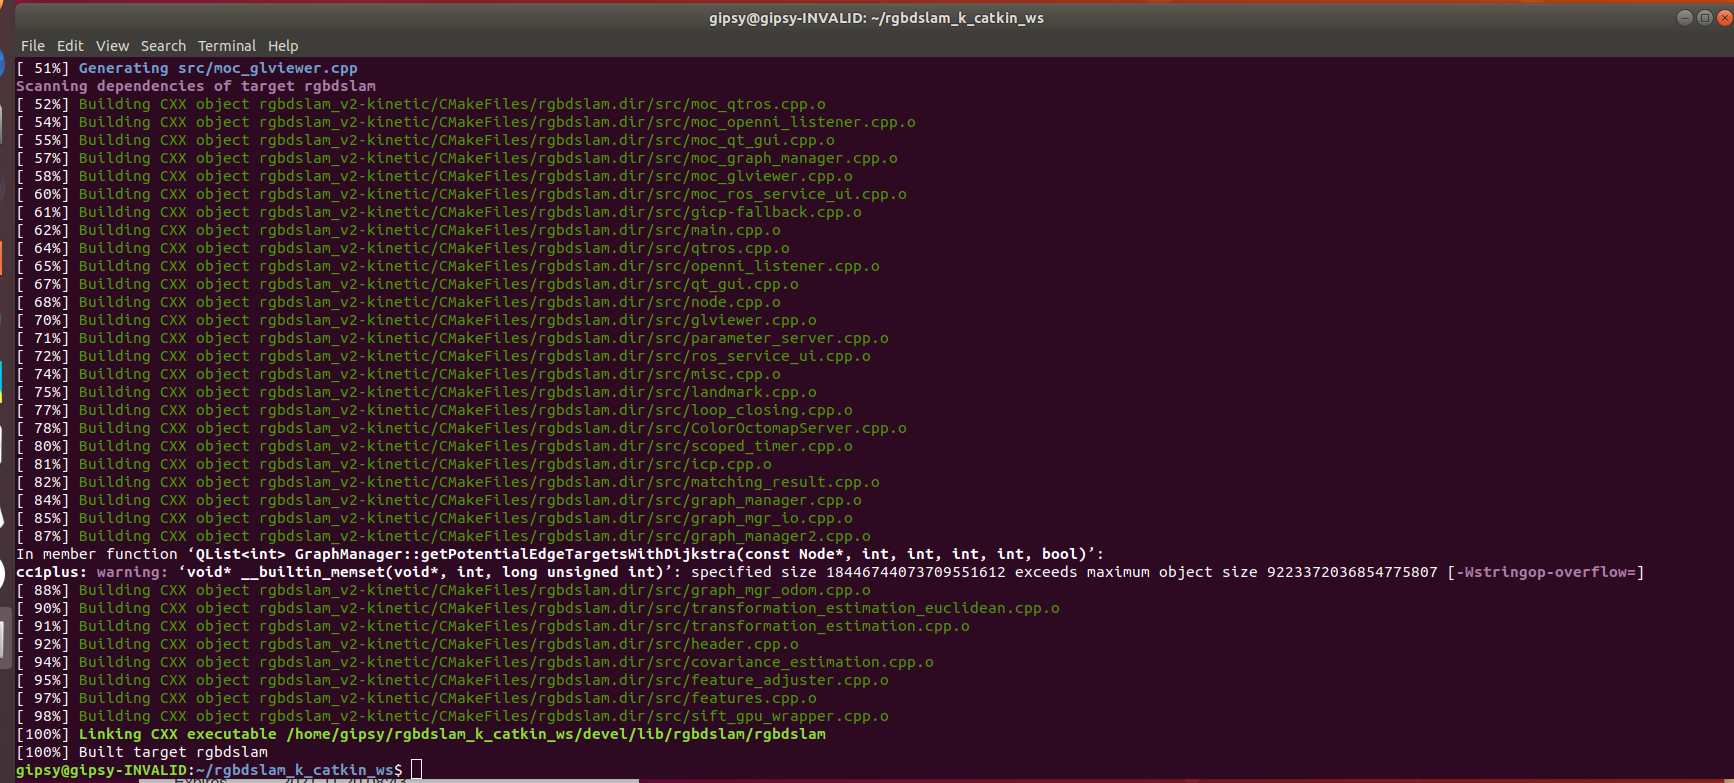 gipsy@gipsy-INVALID: ~/rgbdslam_k_catkin_ws
File Edit View Search Terminal Help
[ 51%] Generating src/moc_glviewer.cpp
Scanning dependencies of target rgbdslam
[ 52%] Building CXX object rgbdslam_v2-kinetic/CMakeFiles/rgbdslam.dir/src/moc_qtros.cpp.o
[ 54%] Building CXX object rgbdslam_v2-kinetic/CMakeFiles/rgbdslam.dir/src/moc_openni_listener.cpp.o
[ 55%] Building CXX object rgbdslam_v2-kinetic/CMakeFiles/rgbdslam.dir/src/moc_qt_gui.cpp.o
[ 57%] Building CXX object rgbdslam_v2-kinetic/CMakeFiles/rgbdslam.dir/src/moc_graph_manager.cpp.o
[ 58%] Building CXX object rgbdslam_v2-kinetic/CMakeFiles/rgbdslam.dir/src/moc_glviewer.cpp.o
[ 60%] Building CXX object rgbdslam_v2-kinetic/CMakeFiles/rgbdslam.dir/src/moc_ros_service_ui.cpp.o
[ 61%] Building CXX object rgbdslam_v2-kinetic/CMakeFiles/rgbdslam.dir/src/gicp-fallback.cpp.o
[ 62%] Building CXX object rgbdslam_v2-kinetic/CMakeFiles/rgbdslam.dir/src/main.cpp.o
[ 64%] Building CXX object rgbdslam_v2-kinetic/CMakeFiles/rgbdslam.dir/src/qtros.cpp.o
[ 65%] Building CXX object rgbdslam_v2-kinetic/CMakeFiles/rgbdslam.dir/src/openni_listener.cpp.o
[ 67%] Building CXX object rgbdslam_v2-kinetic/CMakeFiles/rgbdslam.dir/src/qt_gui.cpp.o
[ 68%] Building CXX object rgbdslam_v2-kinetic/CMakeFiles/rgbdslam.dir/src/node.cpp.o
[ 70%] Building CXX object rgbdslam_v2-kinetic/CMakeFiles/rgbdslam.dir/src/glviewer.cpp.o
[ 71%] Building CXX object rgbdslam_v2-kinetic/CMakeFiles/rgbdslam.dir/src/parameter_server.cpp.o
[ 72%] Building CXX object rgbdslam_v2-kinetic/CMakeFiles/rgbdslam.dir/src/ros_service_ui.cpp.o
[ 74%] Building CXX object rgbdslam_v2-kinetic/CMakeFiles/rgbdslam.dir/src/misc.cpp.o
[ 75%] Building CXX object rgbdslam_v2-kinetic/CMakeFiles/rgbdslam.dir/src/landmark.cpp.o
[ 77%] Building CXX object rgbdslam_v2-kinetic/CMakeFiles/rgbdslam.dir/src/loop_closing.cpp.o
[ 78%] Building CXX object rgbdslam_v2-kinetic/CMakeFiles/rgbdslam.dir/src/ColorOctomapServer.cpp.o
[ 80%] Building CXX object rgbdslam_v2-kinetic/CMakeFiles/rgbdslam.dir/src/scoped_timer.cpp.o
[ 81%] Building CXX object rgbdslam_v2-kinetic/CMakeFiles/rgbdslam.dir/src/icp.cpp.o
[ 82%] Building CXX object rgbdslam_v2-kinetic/CMakeFiles/rgbdslam.dir/src/matching_result.cpp.o
[ 84%] Building CXX object rgbdslam_v2-kinetic/CMakeFiles/rgbdslam.dir/src/graph_manager.cpp.o
[ 85%] Building CXX object rgbdslam_v2-kinetic/CMakeFiles/rgbdslam.dir/src/graph_mgr_io.cpp.o
[ 87%] Building CXX object rgbdslam_v2-kinetic/CMakeFiles/rgbdslam.dir/src/graph_manager2.cpp.o
In member function ‘QList<int> GraphManager::getPotentialEdgeTargetsWithDijkstra(const Node*, int, int, int, int, bool)’:
cc1plus: warning: ‘void* __builtin_memset(void*, int, long unsigned int)’: specified size 18446744073709551612 exceeds maximum object size 9223372036854775807 [-Wstringop-overflow=]
[ 88%] Building CXX object rgbdslam_v2-kinetic/CMakeFiles/rgbdslam.dir/src/graph_mgr_odom.cpp.o
[ 90%] Building CXX object rgbdslam_v2-kinetic/CMakeFiles/rgbdslam.dir/src/transformation_estimation_euclidean.cpp.o
[ 91%] Building CXX object rgbdslam_v2-kinetic/CMakeFiles/rgbdslam.dir/src/transformation_estimation.cpp.o
[ 92%] Building CXX object rgbdslam_v2-kinetic/CMakeFiles/rgbdslam.dir/src/header.cpp.o
[ 94%] Building CXX object rgbdslam_v2-kinetic/CMakeFiles/rgbdslam.dir/src/covariance_estimation.cpp.o
[ 95%] Building CXX object rgbdslam_v2-kinetic/CMakeFiles/rgbdslam.dir/src/feature_adjuster.cpp.o
[ 97%] Building CXX object rgbdslam_v2-kinetic/CMakeFiles/rgbdslam.dir/src/features.cpp.o
[ 98%] Building CXX object rgbdslam_v2-kinetic/CMakeFiles/rgbdslam.dir/src/sift_gpu_wrapper.cpp.o
[100%] Linking CXX executable /home/gipsy/rgbdslam_k_catkin_ws/devel/lib/rgbdslam/rgbdslam
[100%] Built target rgbdslam
gipsy@gipsy-INVALID:~/rgbdslam_k_catkin_ws$